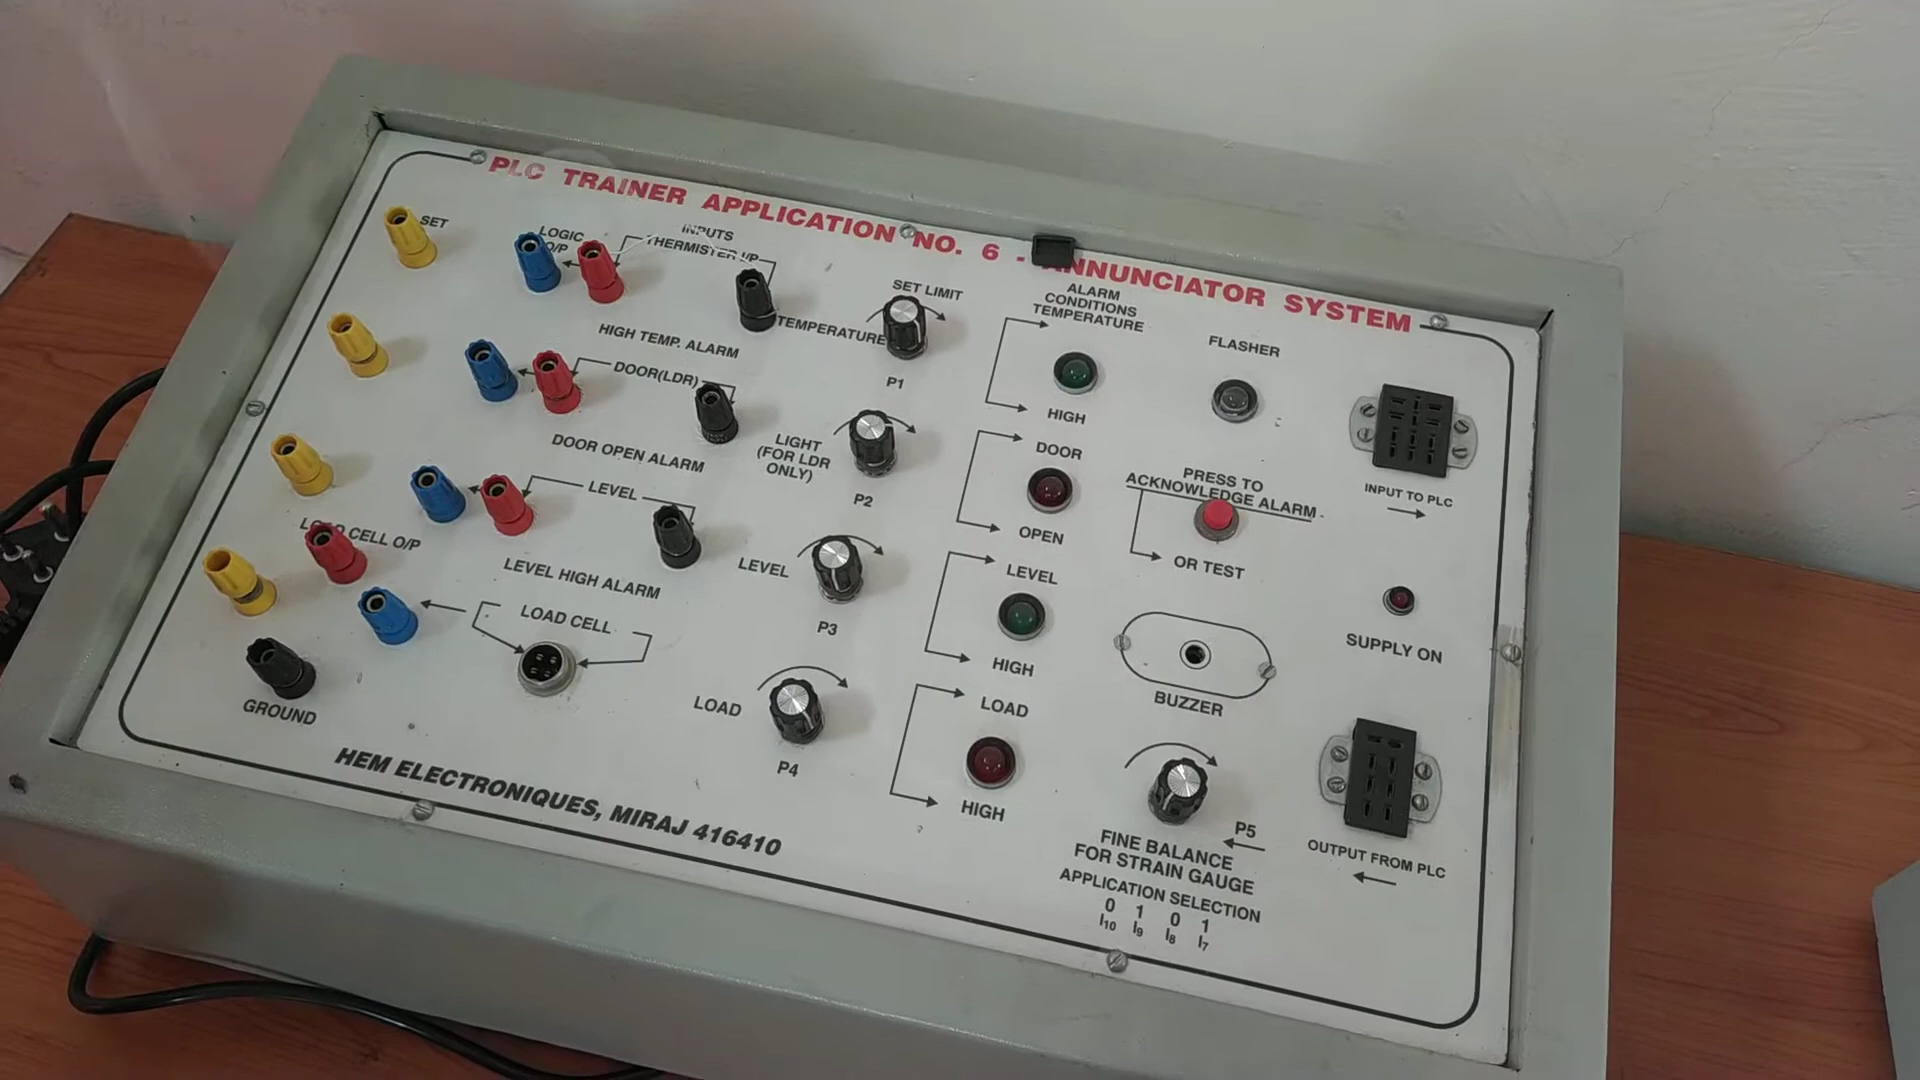 PLC TRAINER APPLICATION NO. 6 - ANNUNCIATOR SYSTEM
SET
LOGIC
O/P
INPUTS
THERMISTER I/P
HIGH TEMP. ALARM
TEMPERATURE
SET LIMIT
P1
ALARM
CONDITIONS
TEMPERATURE
HIGH
FLASHER
INPUT TO PLC
DOOR(LDR)
DOOR OPEN ALARM
LIGHT
(FOR LDR
ONLY)
P2
DOOR
OPEN
PRESS TO
ACKNOWLEDGE ALARM
OR TEST
LEVEL
LEVEL HIGH ALARM
LEVEL
P3
LEVEL
HIGH
SUPPLY ON
BUZZER
LOAD CELL O/P
LOAD CELL
GROUND
LOAD
P4
LOAD
HIGH
P5
FINE BALANCE
FOR STRAIN GAUGE
OUTPUT FROM PLC
APPLICATION SELECTION
0 1 0 1
I10 I9 I8 I7
HEM ELECTRONIQUES, MIRAJ 416410